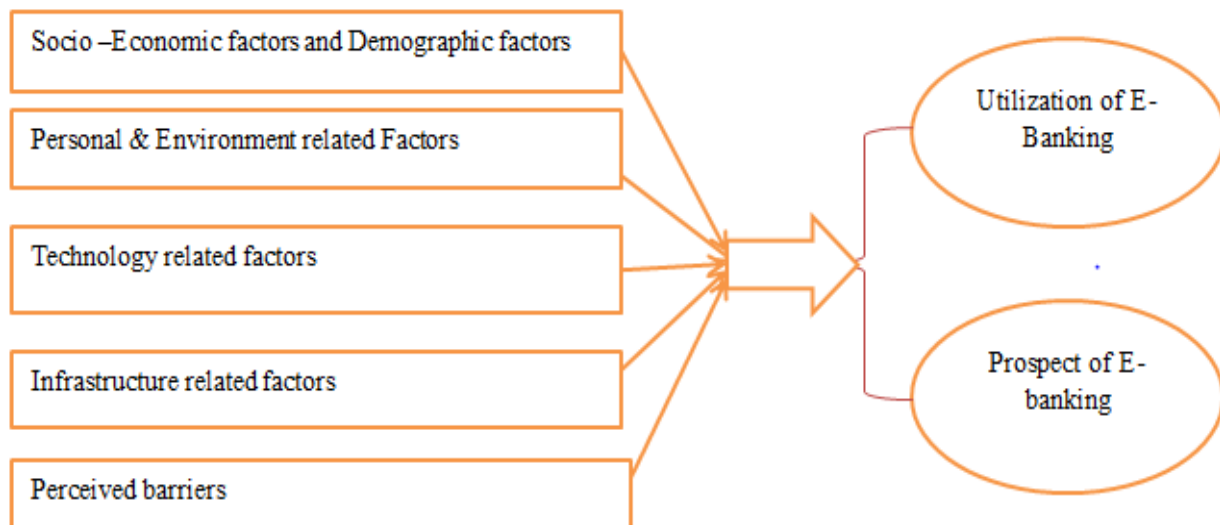 Socio –Economic factors and Demographic factors
Personal & Environment related Factors
Technology related factors
Infrastructure related factors
Perceived barriers
Utilization of E-
Banking
Prospect of E-
banking